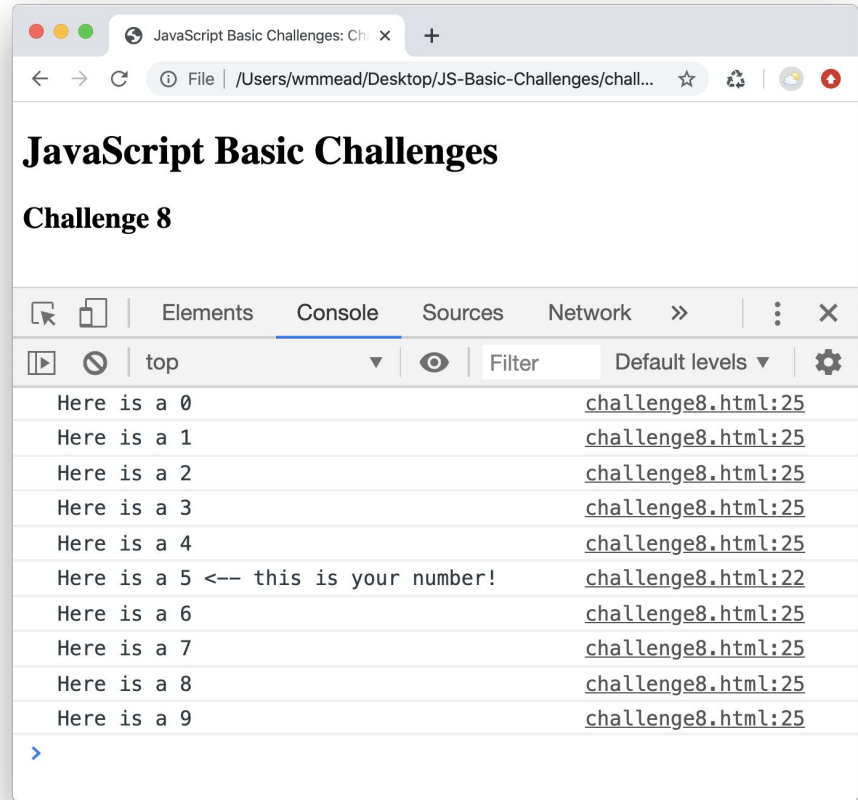 JavaScript Basic Challenges: Ch
File /Users/wmmead/Desktop/JS-Basic-Challenges/chall...
JavaScript Basic Challenges
Challenge 8
Elements Console Sources Network
top Filter Default levels
Here is a 0 challenge8.html:25
Here is a 1 challenge8.html:25
Here is a 2 challenge8.html:25
Here is a 3 challenge8.html:25
Here is a 4 challenge8.html:25
Here is a 5 <-- this is your number! challenge8.html:22
Here is a 6 challenge8.html:25
Here is a 7 challenge8.html:25
Here is a 8 challenge8.html:25
Here is a 9 challenge8.html:25